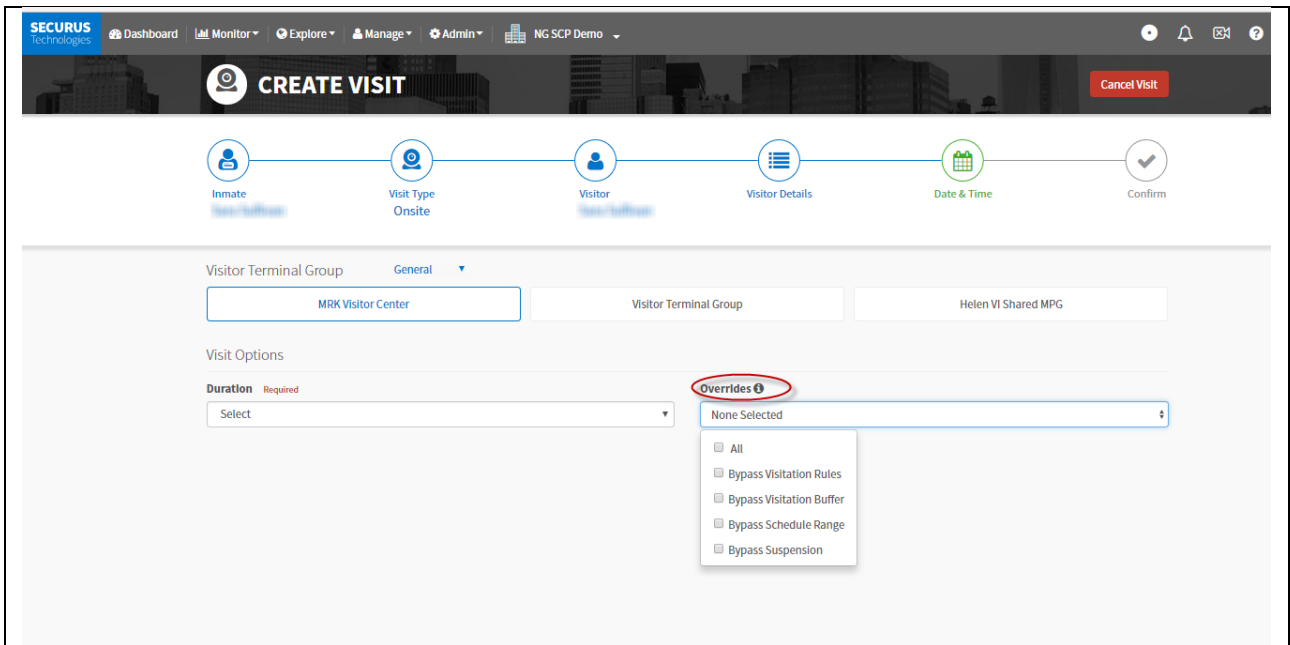 SECURUS
Technologies
Dashboard Monitor Explore Manage Admin NG SCP Demo
CREATE VISIT
Cancel Visit
Inmate Visit Type Visitor Visitor Details Date & Time Confirm
Onsite
Visitor Terminal Group General
MRK Visitor Center Visitor Terminal Group Helen VI Shared MPG
Visit Options
Duration Required Overrides
Select None Selected
All
Bypass Visitation Rules
Bypass Visitation Buffer
Bypass Schedule Range
Bypass Suspension